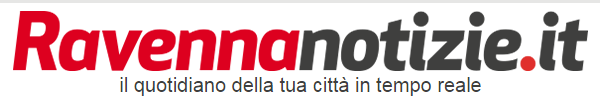 Ravennanotizie.it
il quotidiano della tua città in tempo reale